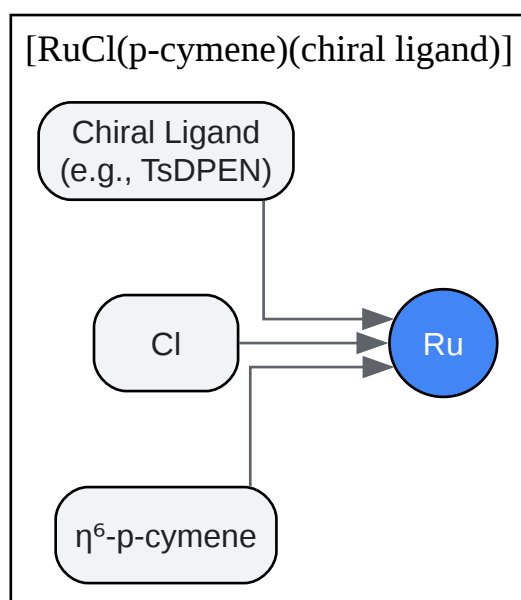 [RuCl(p-cymene)(chiral ligand)]
Chiral Ligand
(e.g., TsDPEN)
Cl
Ru
η⁶-p-cymene